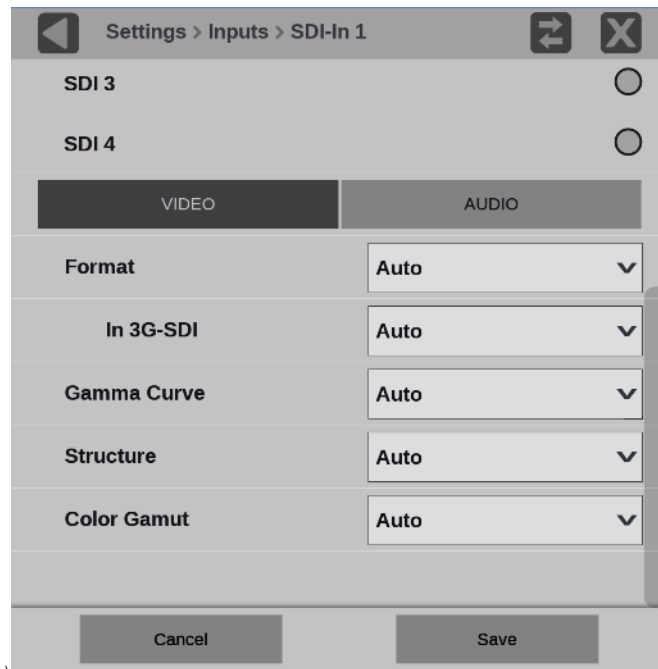 Settings > Inputs > SDI-In 1
SDI 3
SDI 4
VIDEO AUDIO
Format Auto
In 3G-SDI Auto
Gamma Curve Auto
Structure Auto
Color Gamut Auto
Cancel Save